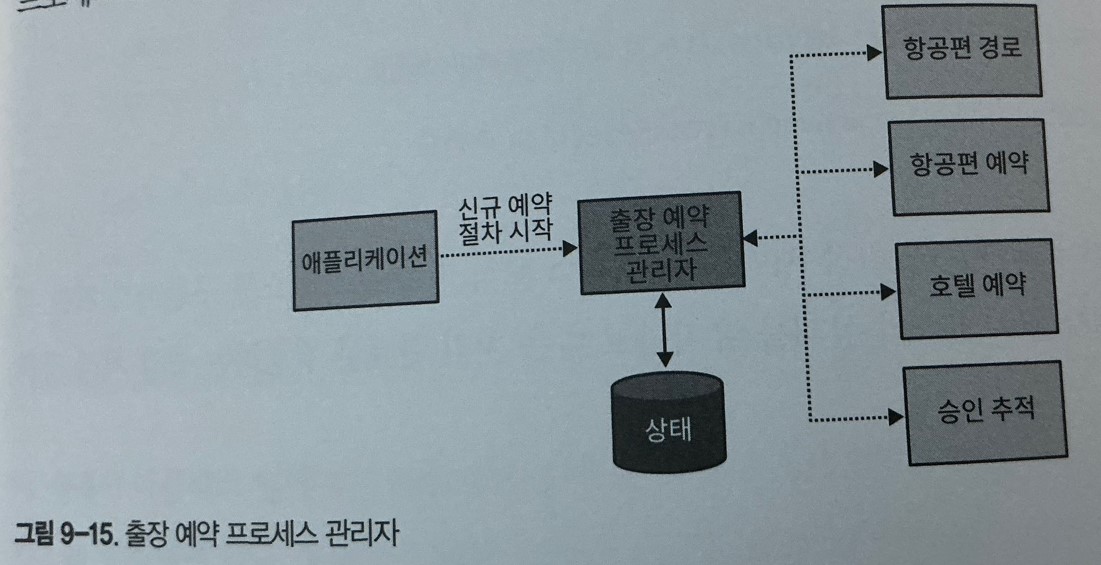 항공편 경로
신규 예약
절차 시작
항공편 예약
애플리케이션
출장 예약
프로세스
관리자
호텔 예약
상태
승인 추적
그림 9-15. 출장 예약 프로세스 관리자